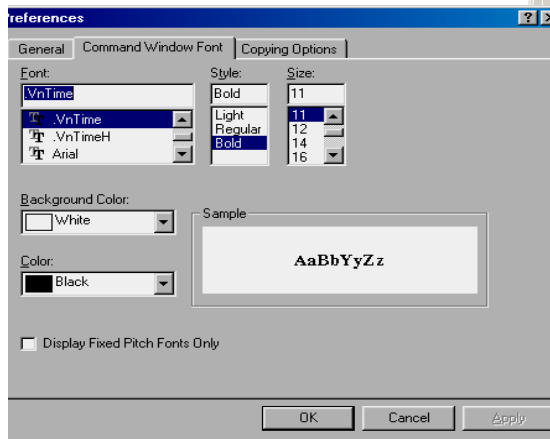 references
General Command Window Font Copying Options
Font: Style: Size:
.VnTime Bold 11
.VnTime Light 11
.VnTimeH Regular 12
Arial Bold 14
16
Background Color:
White
Sample
AaBbYyZz
Color:
Black
Display Fixed Pitch Fonts Only
OK Cancel Apply